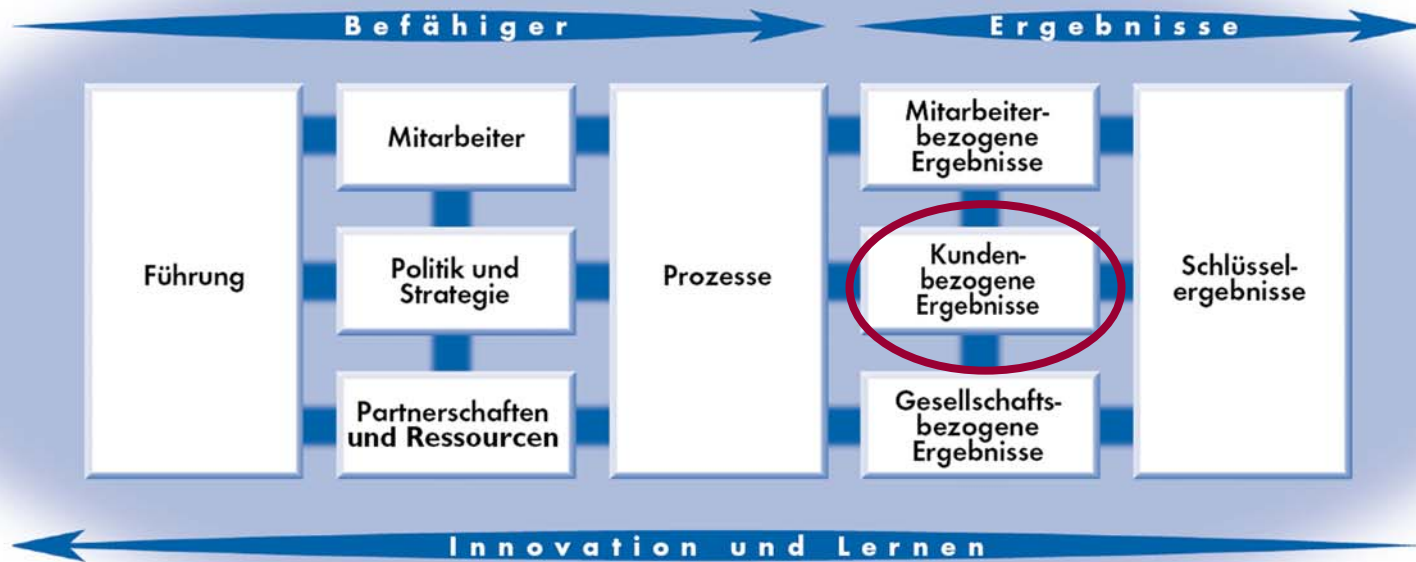 Befähiger
Ergebnisse
Führung
Mitarbeiter
Politik und
Strategie
Partnerschaften
und Ressourcen
Prozesse
Mitarbeiter-
bezogene
Ergebnisse
Kunden-
bezogene
Ergebnisse
Gesellschafts-
bezogene
Ergebnisse
Schlüssel-
ergebnisse
Innovation und Lernen